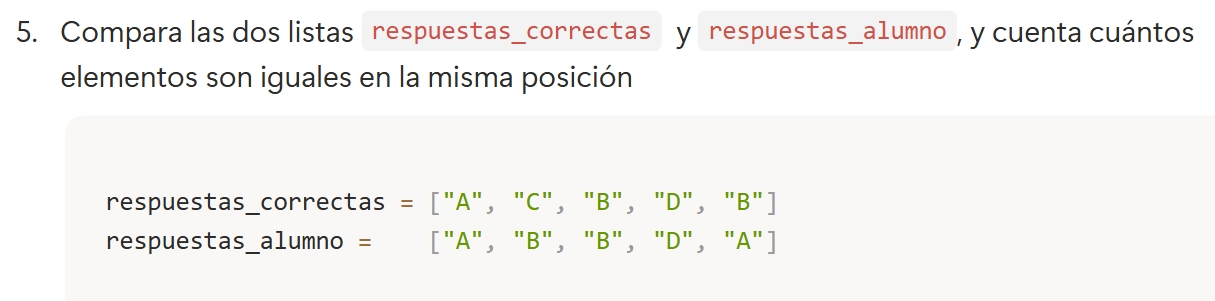 5. Compara las dos listas respuestas_correctas y respuestas_alumno, y cuenta cuántos
elementos son iguales en la misma posición
respuestas_correctas = ["A", "C", "B", "D", "B"]
respuestas_alumno =    ["A", "B", "B", "D", "A"]